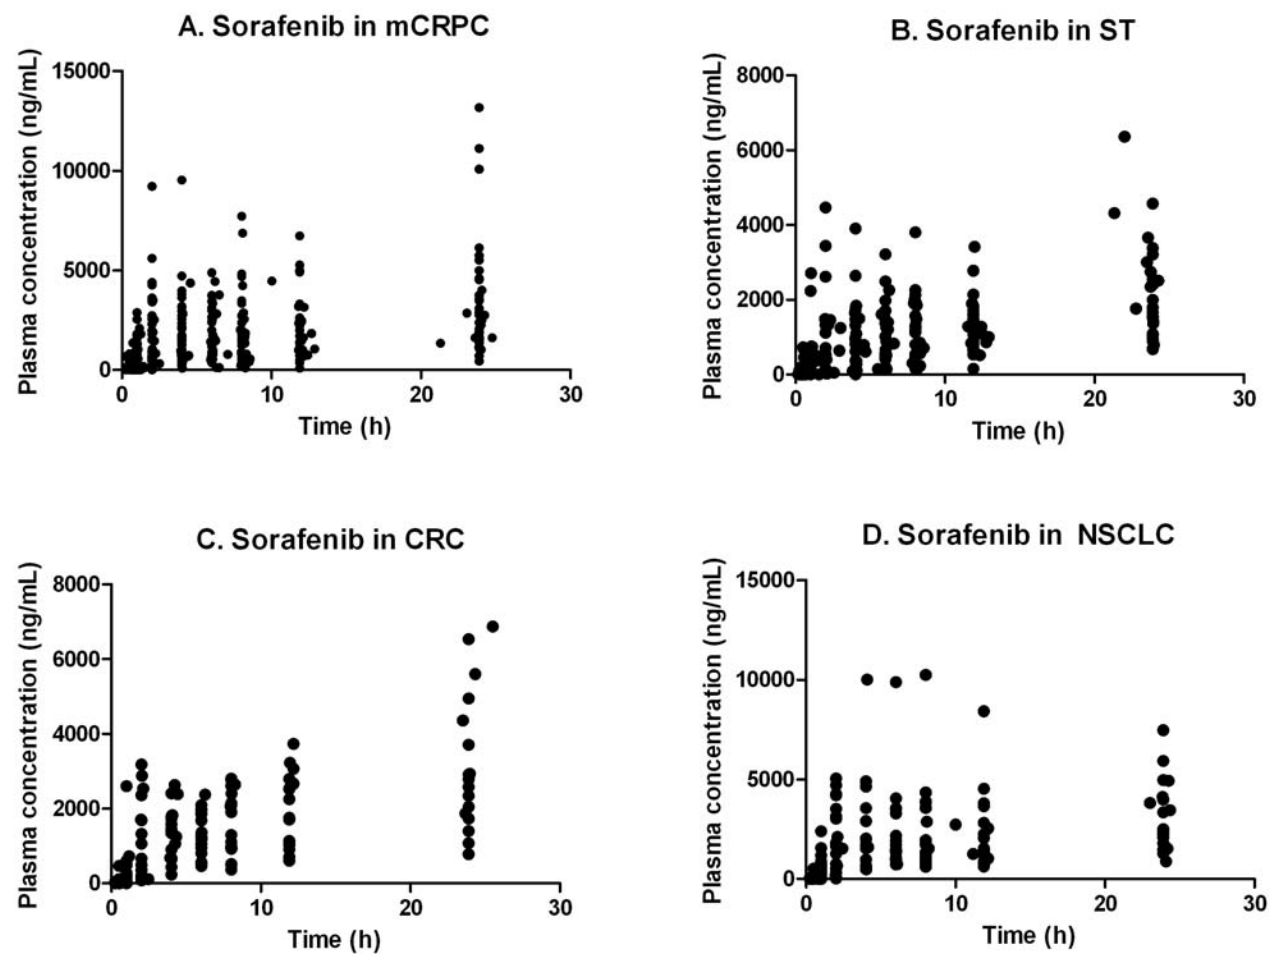 A. Sorafenib in mCRPC
Plasma concentration (ng/mL)
15000
10000
5000
0
0 10 20 30
Time (h)
B. Sorafenib in ST
Plasma concentration (ng/mL)
8000
6000
4000
2000
0
0 10 20 30
Time (h)
C. Sorafenib in CRC
Plasma concentration (ng/mL)
8000
6000
4000
2000
0
0 10 20 30
Time (h)
D. Sorafenib in NSCLC
Plasma concentration (ng/mL)
15000
10000
5000
0
0 10 20 30
Time (h)